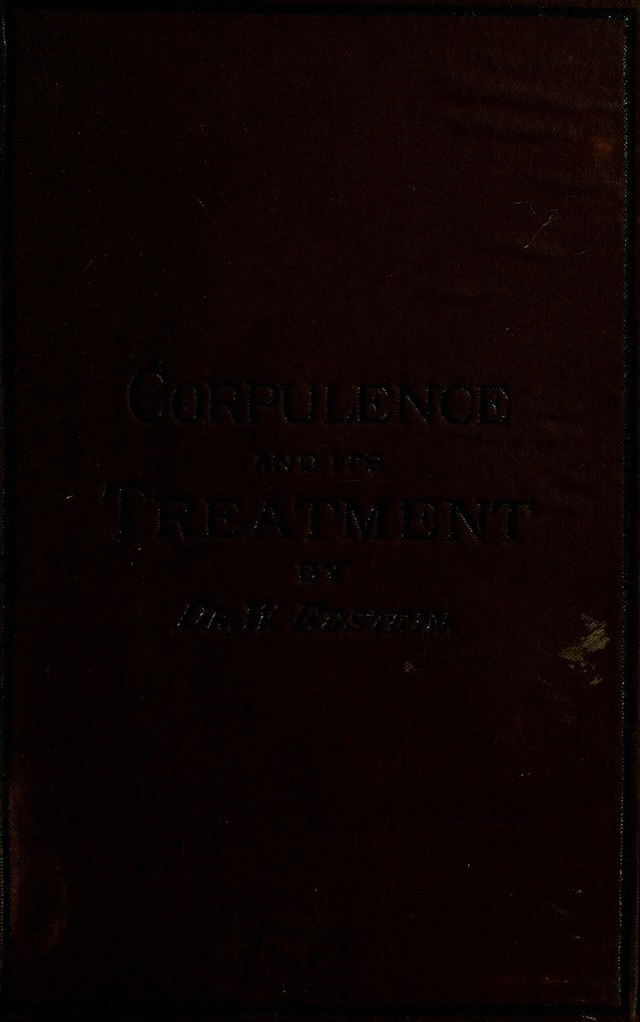 CORPULENCE
AND ITS
TREATMENT
BY
DR. W. EBSTEIN.